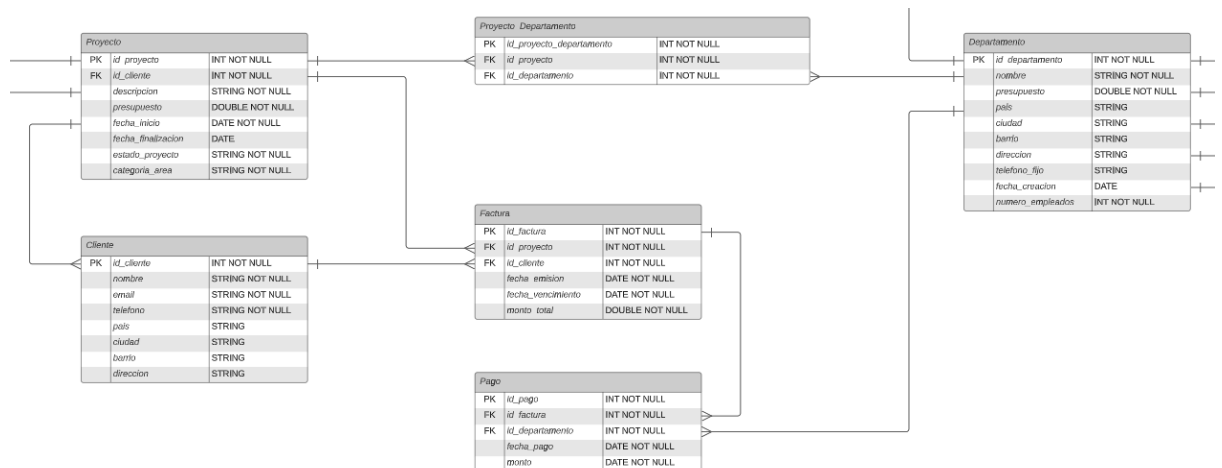 Proyecto
PK id_proyecto INT NOT NULL
FK id_cliente INT NOT NULL
descripcion STRING NOT NULL
presupuesto DOUBLE NOT NULL
fecha_inicio DATE NOT NULL
fecha_finalizacion DATE
estado_proyecto STRING NOT NULL
categoria_area STRING NOT NULL
Proyecto_Departamento
PK id_proyecto_departamento INT NOT NULL
FK id_proyecto INT NOT NULL
FK id_departamento INT NOT NULL
Departamento
PK id_departamento INT NOT NULL
nombre STRING NOT NULL
presupuesto DOUBLE NOT NULL
pais STRING
ciudad STRING
barrio STRING
direccion STRING
telefono_fijo STRING
fecha_creacion DATE
numero_empleados INT NOT NULL
Cliente
PK id_cliente INT NOT NULL
nombre STRING NOT NULL
email STRING NOT NULL
telefono STRING NOT NULL
pais STRING
ciudad STRING
barrio STRING
direccion STRING
Factura
PK id_factura INT NOT NULL
FK id_proyecto INT NOT NULL
FK id_cliente INT NOT NULL
fecha_emision DATE NOT NULL
fecha_vencimiento DATE NOT NULL
monto_total DOUBLE NOT NULL
Pago
PK id_pago INT NOT NULL
FK id_factura INT NOT NULL
FK id_departamento INT NOT NULL
fecha_pago DATE NOT NULL
monto DATE NOT NULL